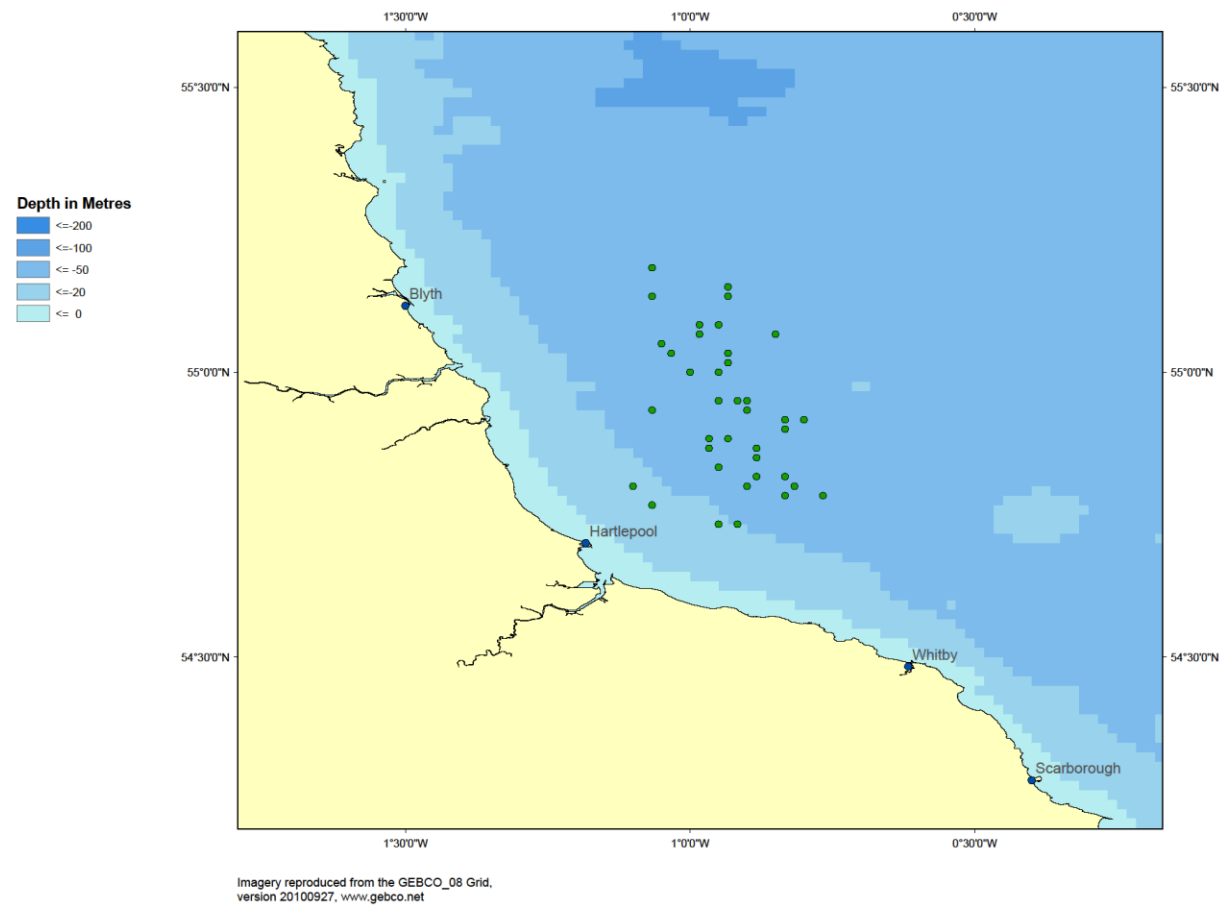 1°30'0"W
1°0'0"W
0°30'0"W
55°30'0"N
55°30'0"N
Depth in Metres
<=-200
<=-100
<= -50
<=-20
<= 0
Blyth
55°0'0"N
55°0'0"N
Hartlepool
54°30'0"N
Whitby
54°30'0"N
Scarborough
1°30'0"W
1°0'0"W
0°30'0"W
Imagery reproduced from the GEBCO_08 Grid,
version 20100927, www.gebco.net